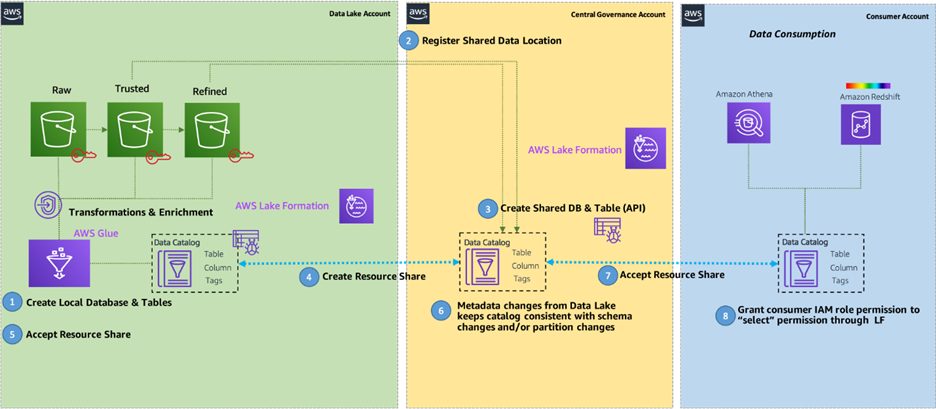 aws
Data Lake Account
Raw
Trusted
Refined
Transformations & Enrichment
AWS Lake Formation
AWS Glue
Data Catalog
Table
Column
Tags
1 Create Local Database & Tables
5 Accept Resource Share
4 Create Resource Share
aws
Central Governance Account
2 Register Shared Data Location
AWS Lake Formation
3 Create Shared DB & Table (API)
Data Catalog
Table
Column
Tags
7 Accept Resource Share
6 Metadata changes from Data Lake
keeps catalog consistent with schema
changes and/or partition changes
aws
Consumer Account
Data Consumption
Amazon Athena
Amazon Redshift
Data Catalog
Table
Column
Tags
8 Grant consumer IAM role permission to
“select” permission through LF